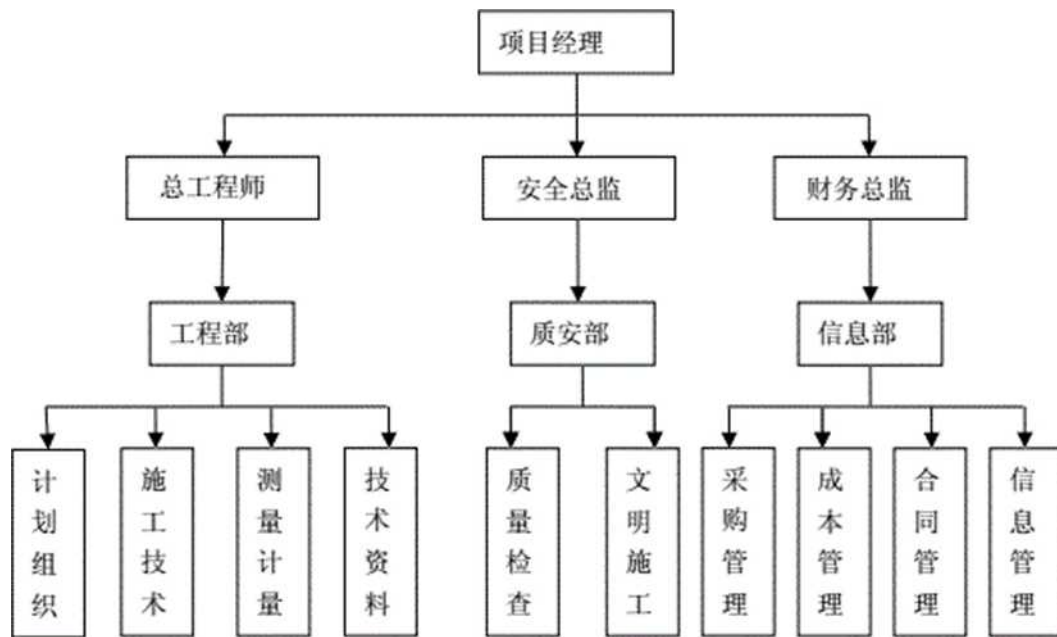 项目经理
总工程师
安全总监
财务总监
工程部
质安部
信息部
计划组织
施工技术
测量计量
技术资料
质量检查
文明施工
采购管理
成本管理
合同管理
信息管理